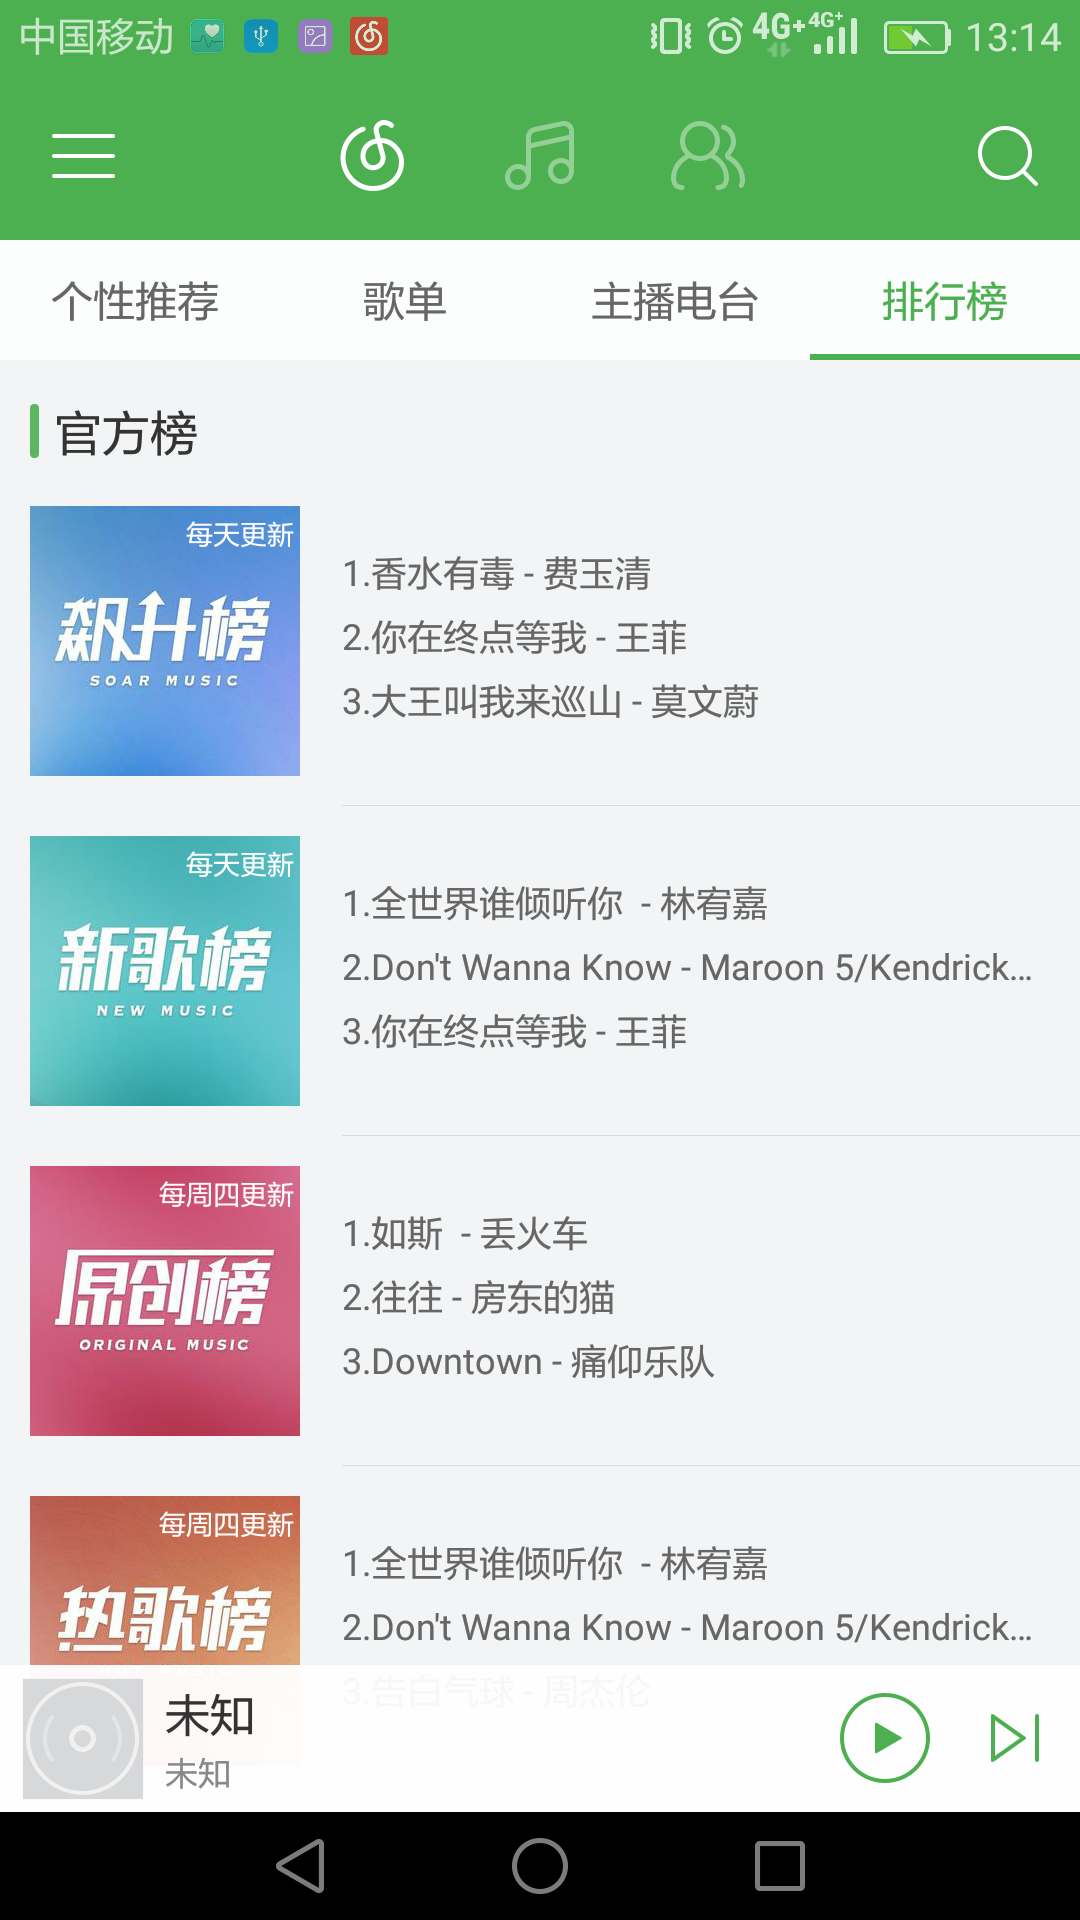 中国移动 4G+ 4G+ 13:14
个性推荐 歌单 主播电台 排行榜
官方榜
每天更新
飙升榜
SOAR MUSIC
1.香水有毒 - 费玉清
2.你在终点等我 - 王菲
3.大王叫我来巡山 - 莫文蔚
每天更新
新歌榜
NEW MUSIC
1.全世界谁倾听你 - 林宥嘉
2.Don't Wanna Know - Maroon 5/Kendrick...
3.你在终点等我 - 王菲
每周四更新
原创榜
ORIGINAL MUSIC
1.如斯 - 丢火车
2.往往 - 房东的猫
3.Downtown - 痛仰乐队
每周四更新
热歌榜
HOT MUSIC
1.全世界谁倾听你 - 林宥嘉
2.Don't Wanna Know - Maroon 5/Kendrick...
3.告白气球 - 周杰伦
未知
未知